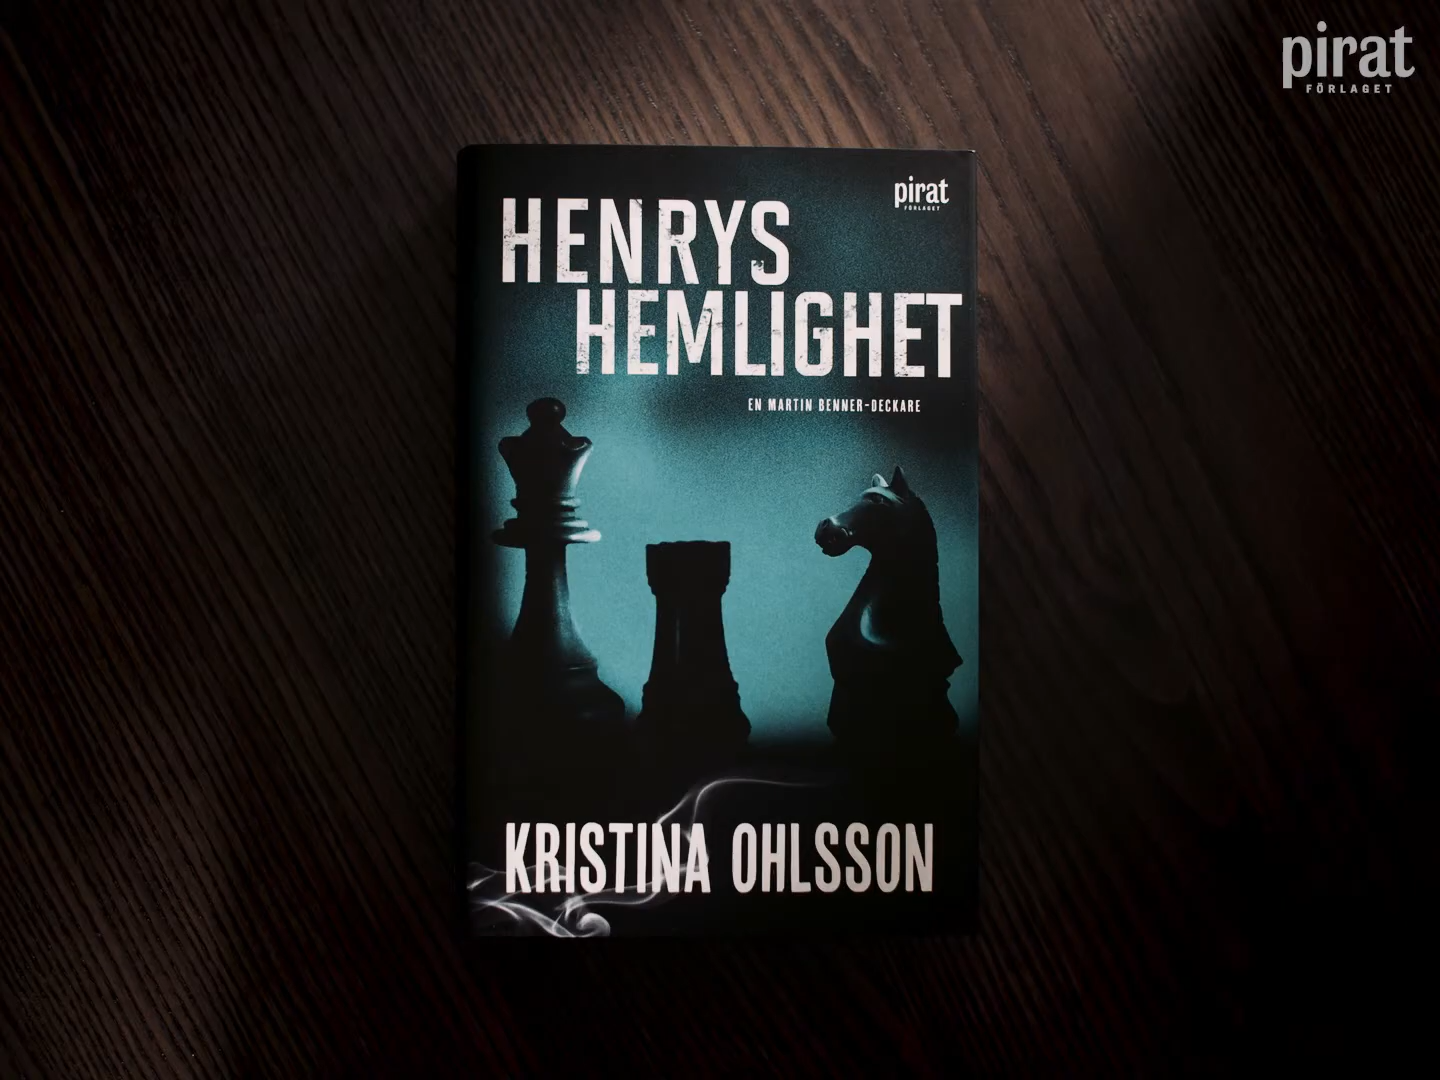 pirat
FÖRLAGET
pirat
FÖRLAGET
HENRYS
HEMLIGHET
EN MARTIN BENNER-DECKARE
KRISTINA OHLSSON